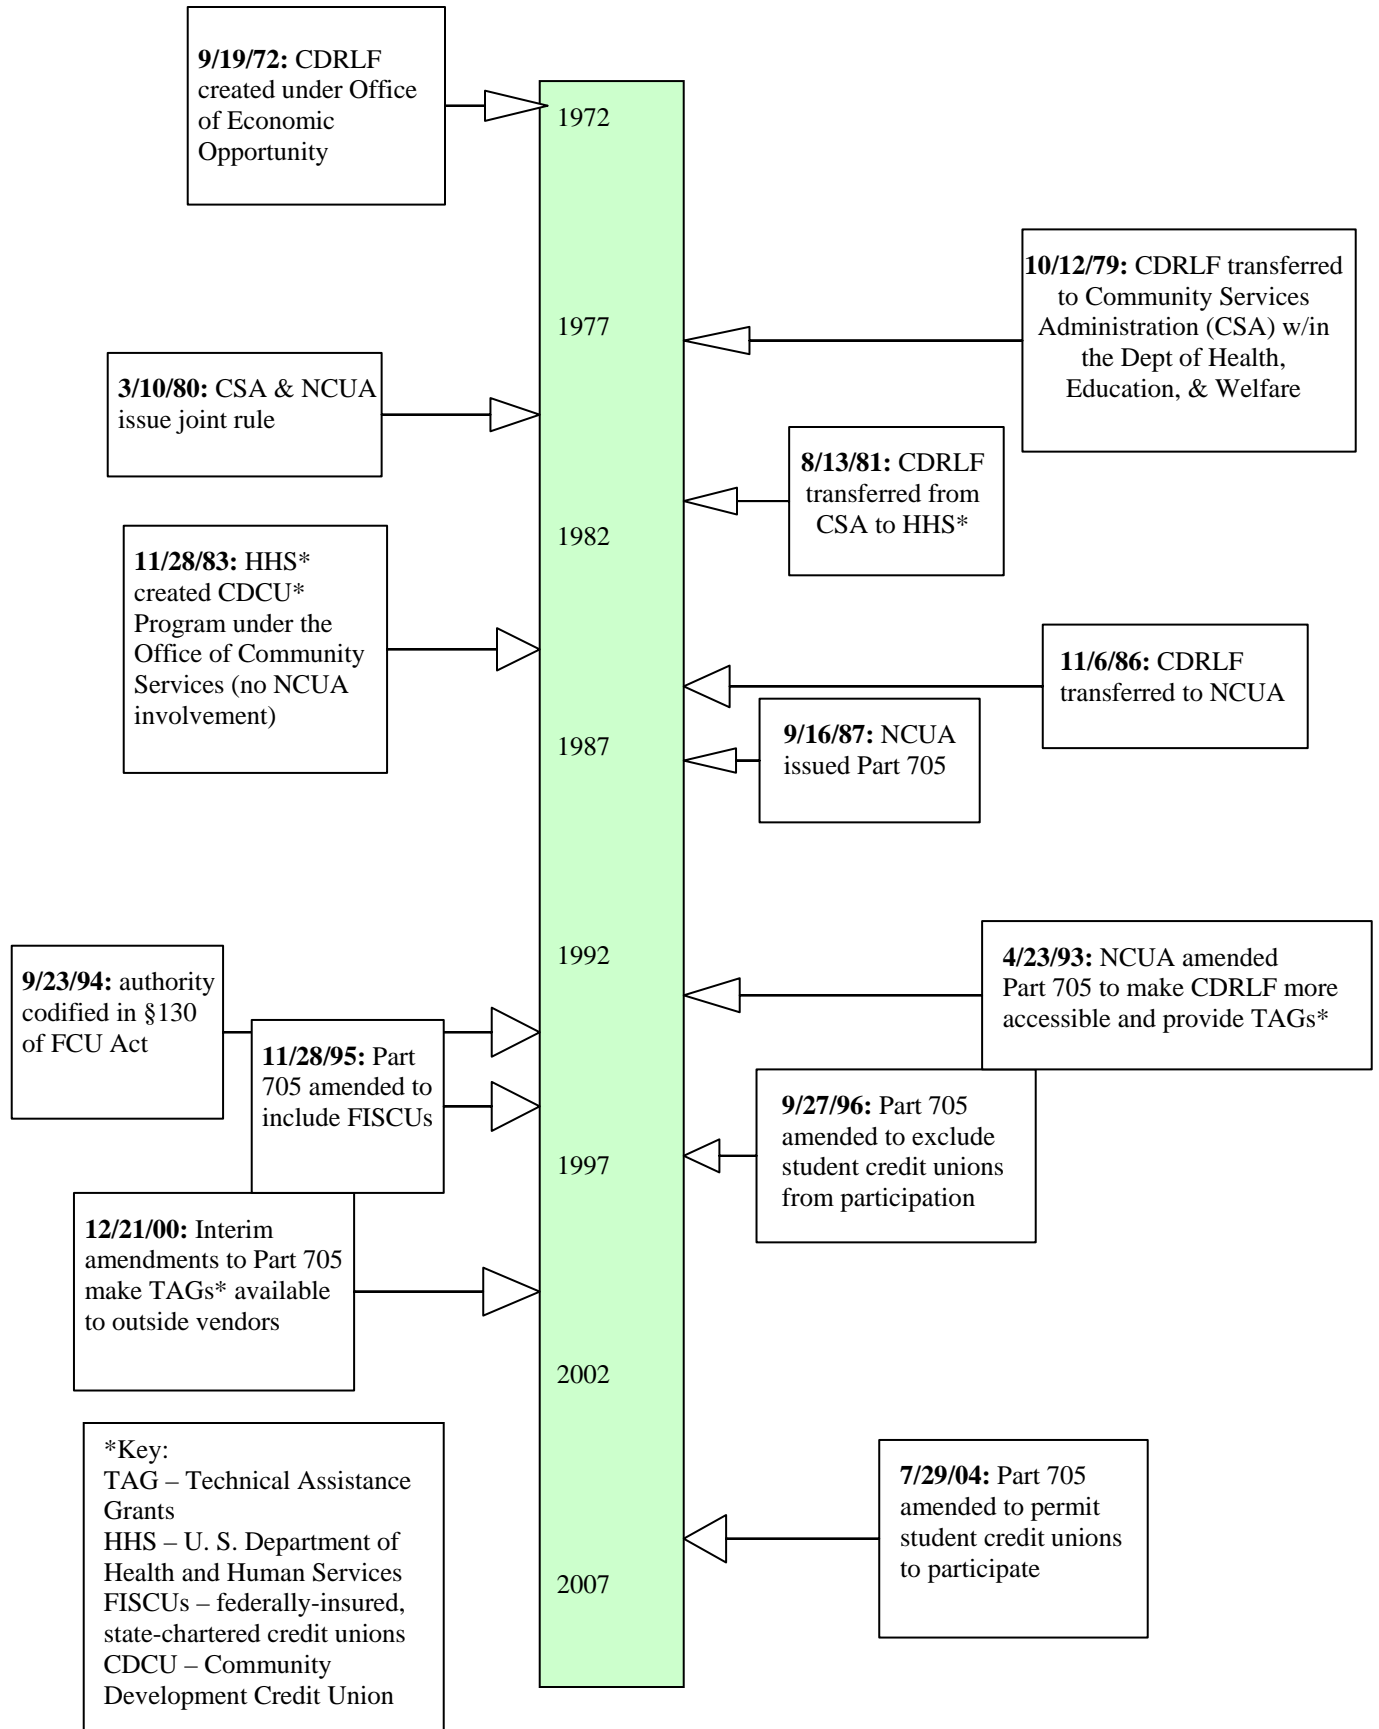 9/19/72: CDRLF
created under Office
of Economic
Opportunity
1972
10/12/79: CDRLF transferred
to Community Services
Administration (CSA) w/in
the Dept of Health,
Education, & Welfare
1977
3/10/80: CSA & NCUA
issue joint rule
8/13/81: CDRLF
transferred from
CSA to HHS*
1982
11/28/83: HHS*
created CDCU*
Program under the
Office of Community
Services (no NCUA
involvement)
11/6/86: CDRLF
transferred to NCUA
1987
9/16/87: NCUA
issued Part 705
1992
4/23/93: NCUA amended
Part 705 to make CDRLF more
accessible and provide TAGs*
9/23/94: authority
codified in §130
of FCU Act
11/28/95: Part
705 amended to
include FISCUs
9/27/96: Part 705
amended to exclude
student credit unions
from participation
1997
12/21/00: Interim
amendments to Part 705
make TAGs* available
to outside vendors
2002
7/29/04: Part 705
amended to permit
student credit unions
to participate
2007
*Key:
TAG – Technical Assistance
Grants
HHS – U. S. Department of
Health and Human Services
FISCUs – federally-insured,
state-chartered credit unions
CDCU – Community
Development Credit Union